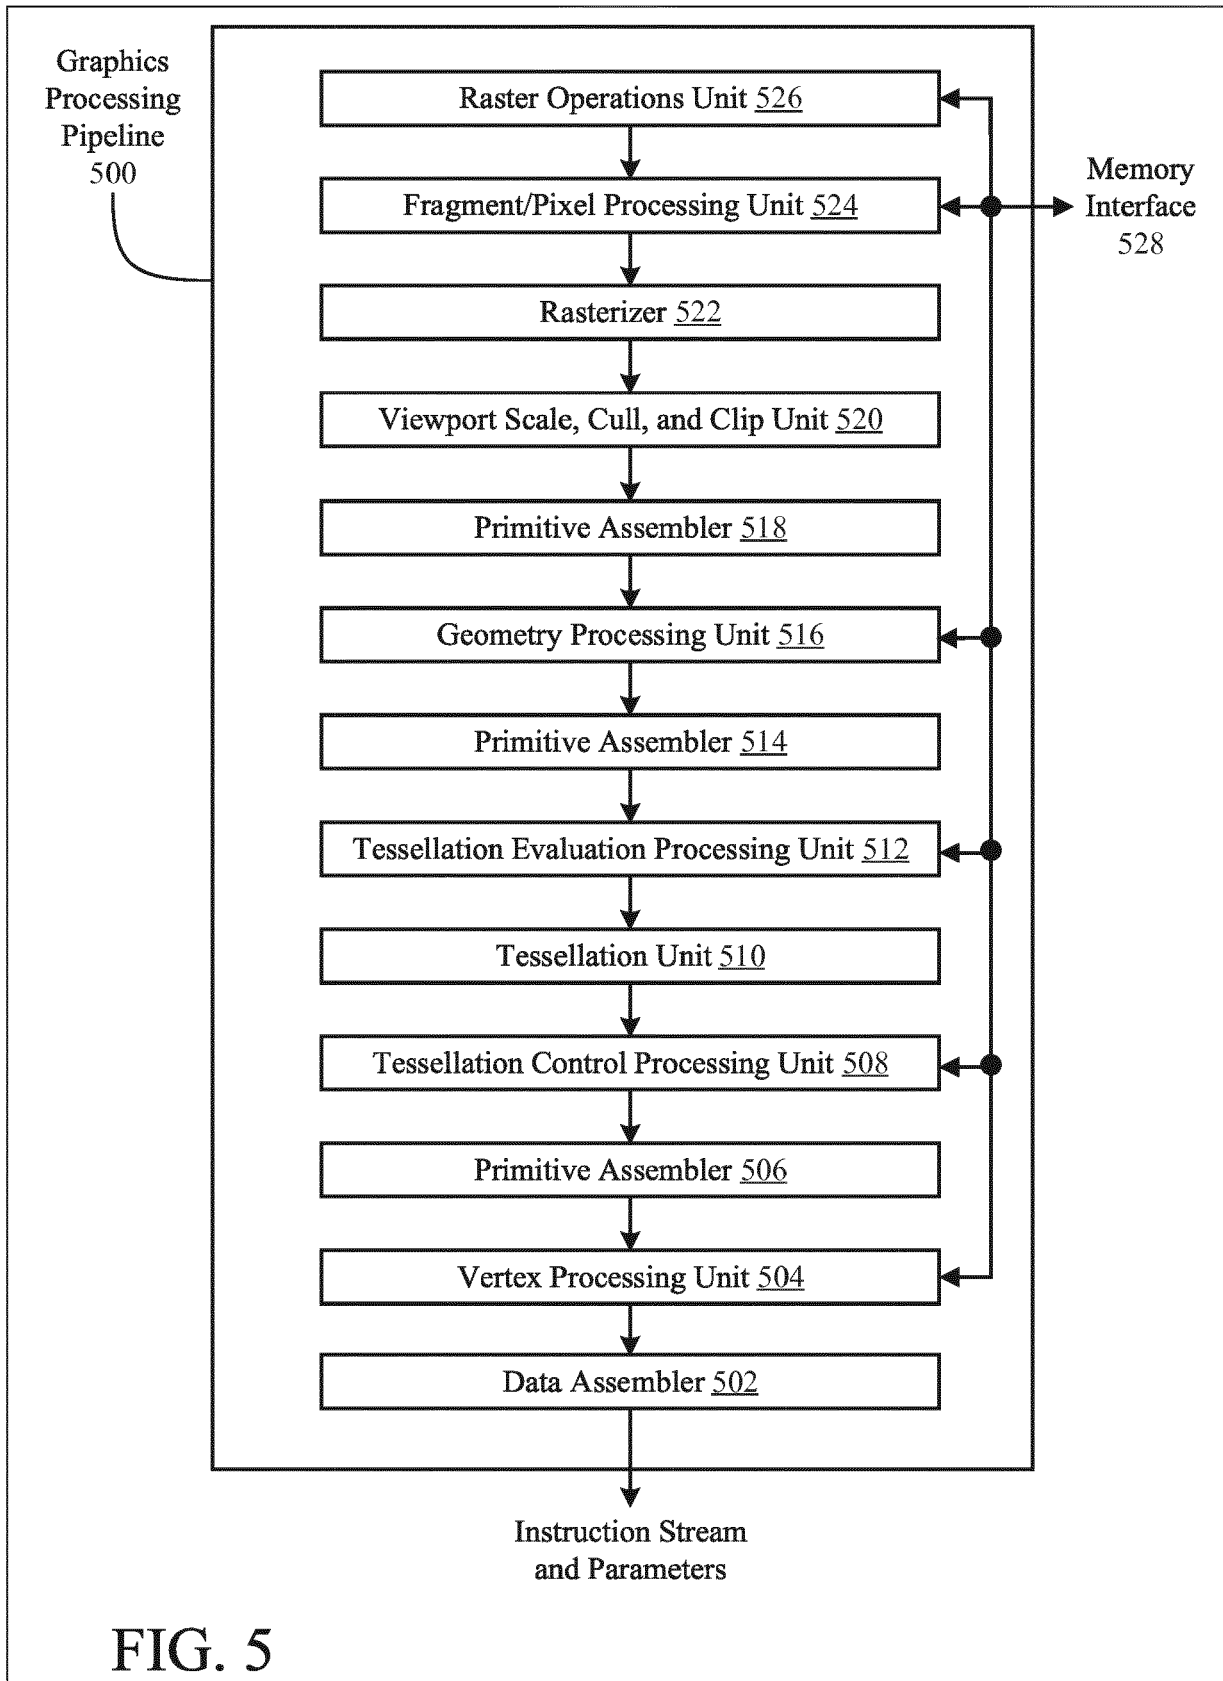 Graphics
Processing
Pipeline
500
Raster Operations Unit 526
Fragment/Pixel Processing Unit 524
Memory
Interface
528
Rasterizer 522
Viewport Scale, Cull, and Clip Unit 520
Primitive Assembler 518
Geometry Processing Unit 516
Primitive Assembler 514
Tessellation Evaluation Processing Unit 512
Tessellation Unit 510
Tessellation Control Processing Unit 508
Primitive Assembler 506
Vertex Processing Unit 504
Data Assembler 502
Instruction Stream
and Parameters
FIG. 5